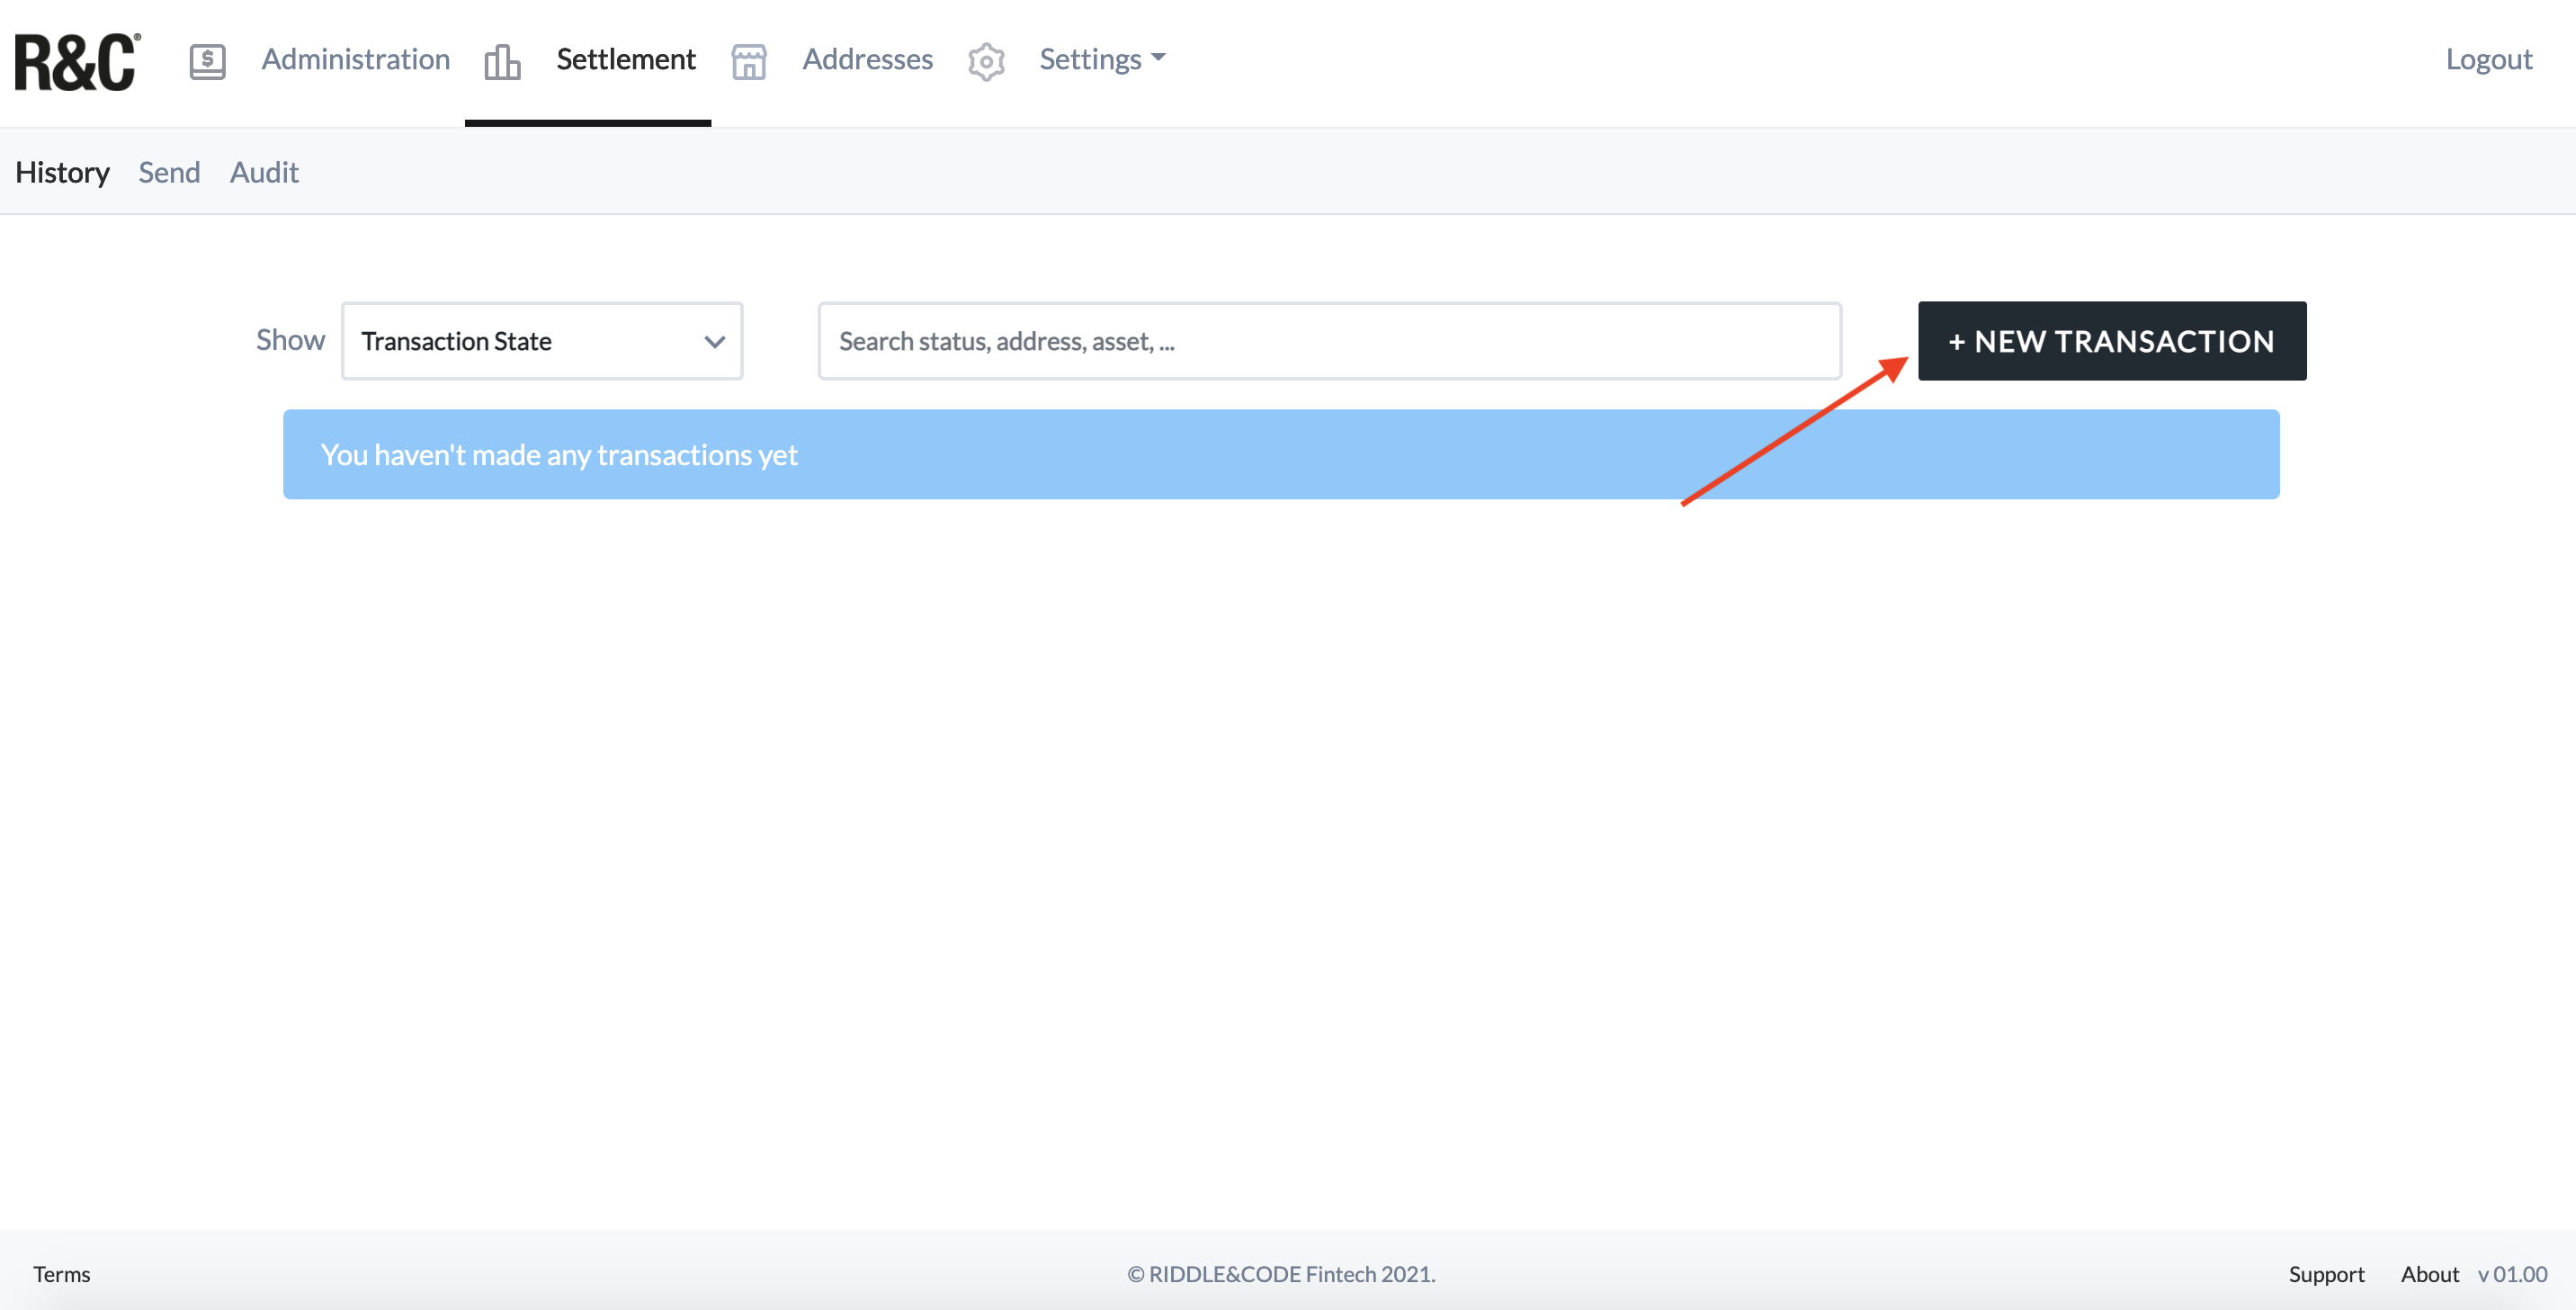 R&C® Administration Settlement Addresses Settings Logout
History Send Audit
Show Transaction State Search status, address, asset, ... + NEW TRANSACTION
You haven't made any transactions yet
Terms © RIDDLE&CODE Fintech 2021. Support About v 01.00